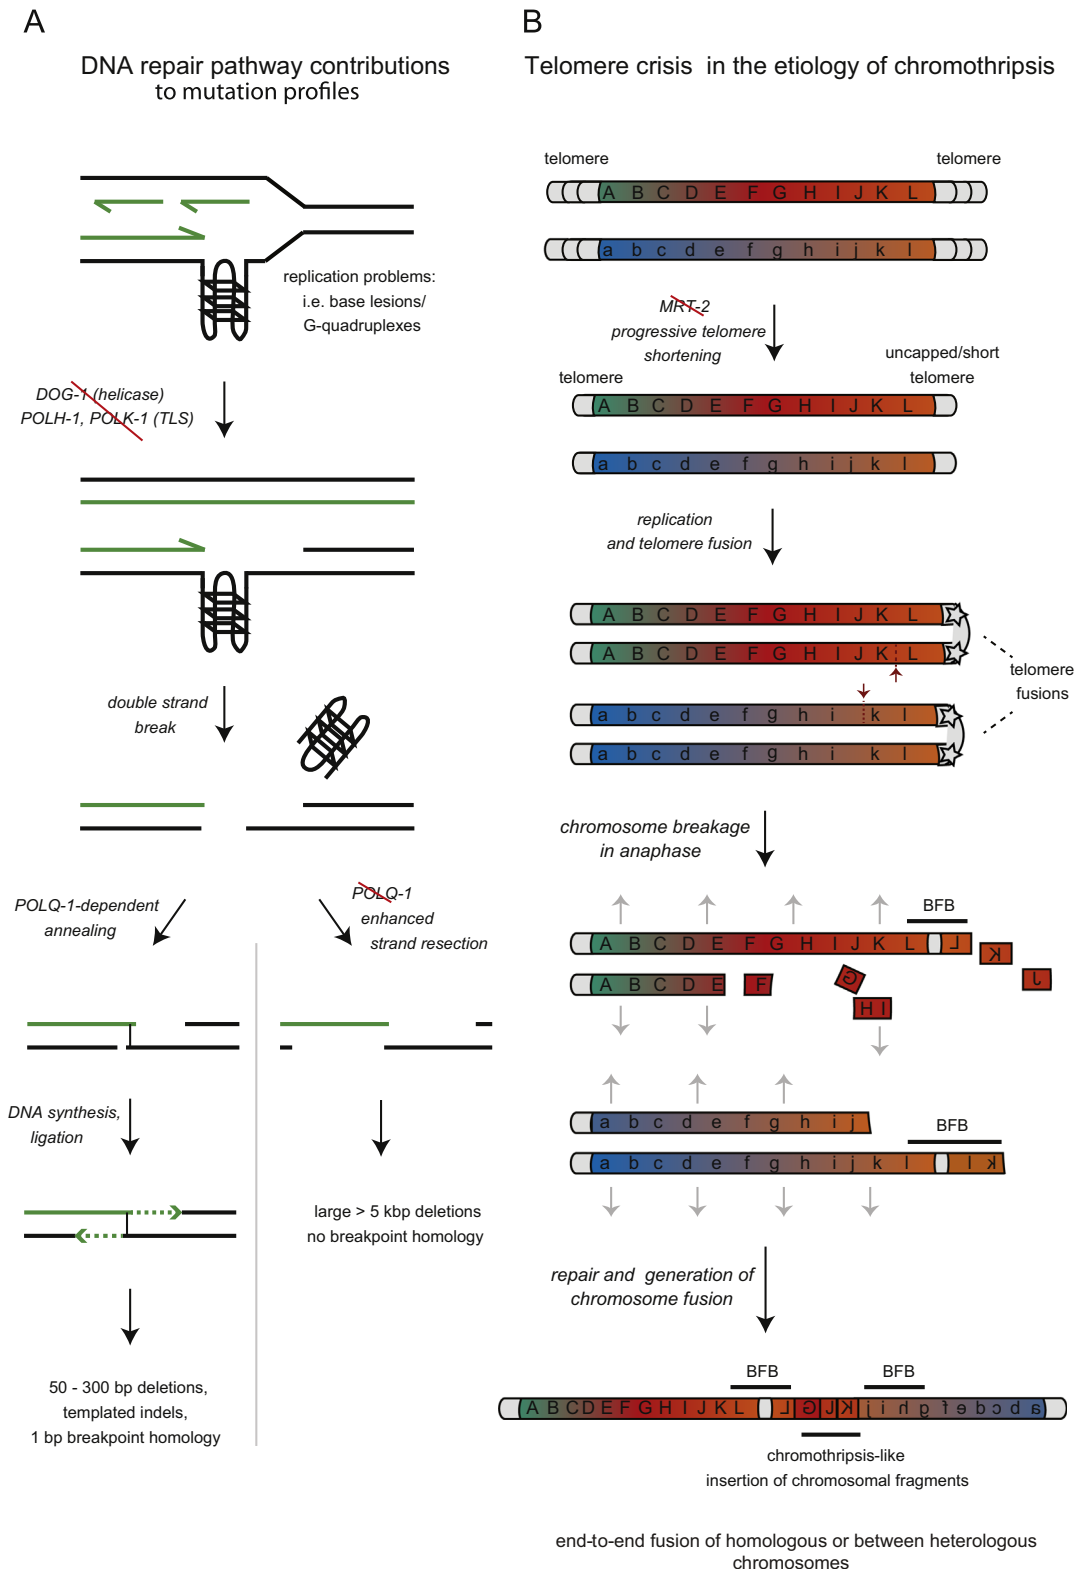 A
DNA repair pathway contributions
to mutation profiles
replication problems:
i.e. base lesions/
G-quadruplexes
DOG-1 (helicase)
POLH-1, POLK-1 (TLS)
double strand
break
POLQ-1-dependent
annealing
POLQ-1
enhanced
strand resection
DNA synthesis,
ligation
large > 5 kbp deletions
no breakpoint homology
50 - 300 bp deletions,
templated indels,
1 bp breakpoint homology
B
Telomere crisis in the etiology of chromothripsis
telomere telomere
A B C D E F G H I J K L
a b c d e f g h i j k l
MRT-2
progressive telomere
shortening
uncapped/short
telomere telomere
A B C D E F G H I J K L
a b c d e f g h i j k l
replication
and telomere fusion
A B C D E F G H I J K L
A B C D E F G H I J K L
telomere
fusions
a b c d e f g h i k l
a b c d e f g h i j k l
chromosome breakage
in anaphase
BFB
A B C D E F G H I J K L L K J
A B C D E F G H I
a b c d e f g h i j
BFB
a b c d e f g h i j k l l k
repair and generation of
chromosome fusion
BFB BFB
A B C D E F G H I J K L L G J K j i h g f e d c b a
chromothripsis-like
insertion of chromosomal fragments
end-to-end fusion of homologous or between heterologous
chromosomes